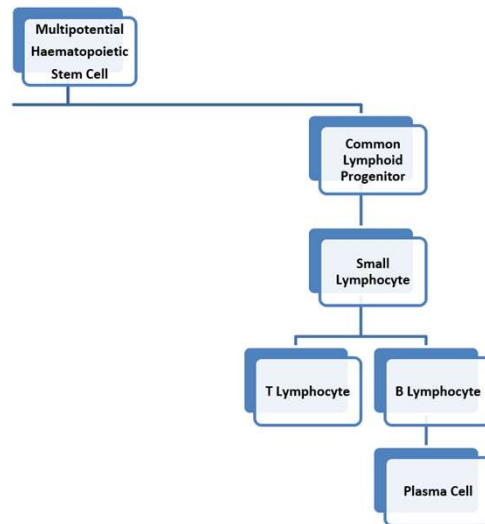 Multipotential
Haematopoietic
Stem Cell
Common
Lymphoid
Progenitor
Small
Lymphocyte
T Lymphocyte
B Lymphocyte
Plasma Cell